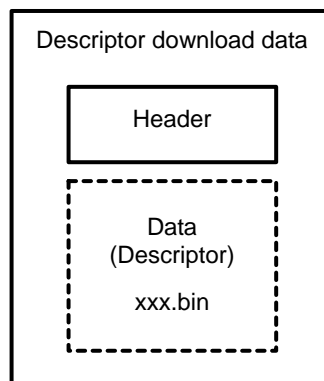 Descriptor download data
Header
Data
(Descriptor)
xxx.bin